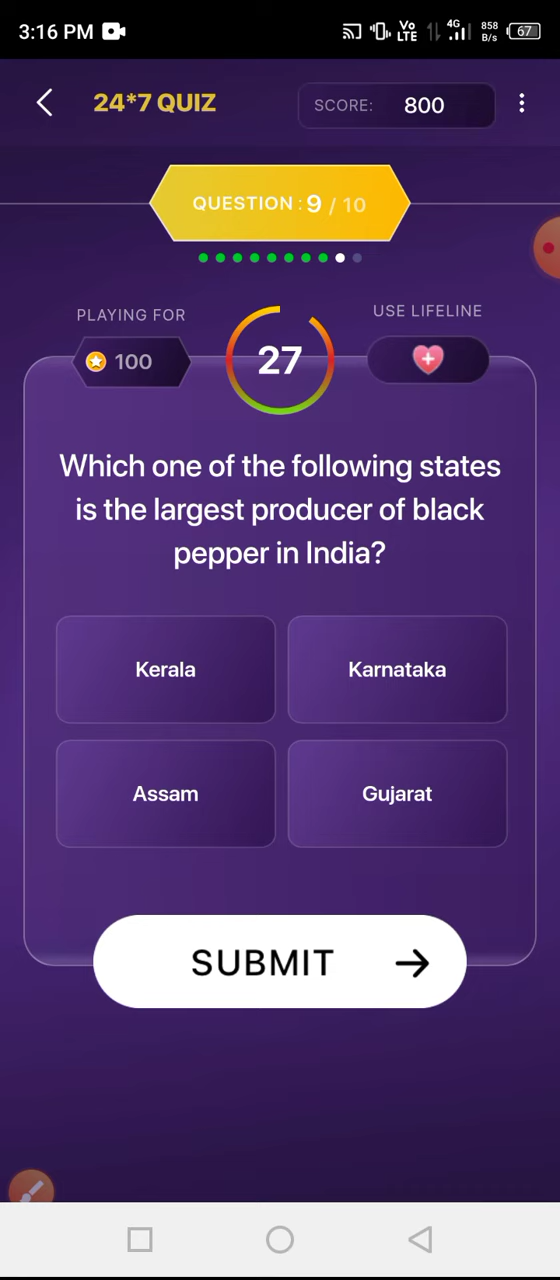 3:16 PM Vo LTE 4G 858 B/s 67
24*7 QUIZ SCORE: 800
QUESTION : 9 / 10
PLAYING FOR USE LIFELINE
100 27
Which one of the following states
is the largest producer of black
pepper in India?
Kerala Karnataka
Assam Gujarat
SUBMIT